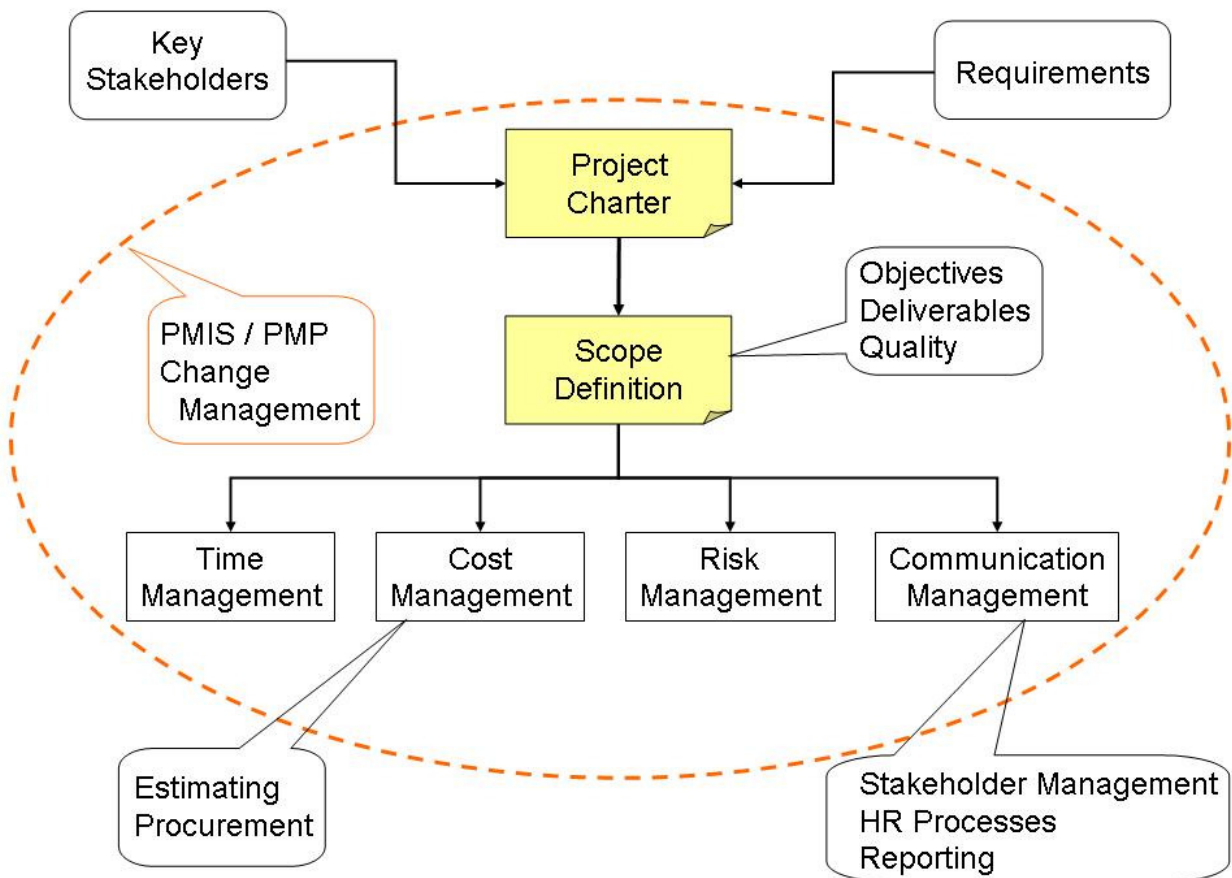 Key
Stakeholders
Requirements
Project
Charter
Objectives
Deliverables
Quality
PMIS / PMP
Change
Management
Scope
Definition
Time
Management
Cost
Management
Risk
Management
Communication
Management
Estimating
Procurement
Stakeholder Management
HR Processes
Reporting